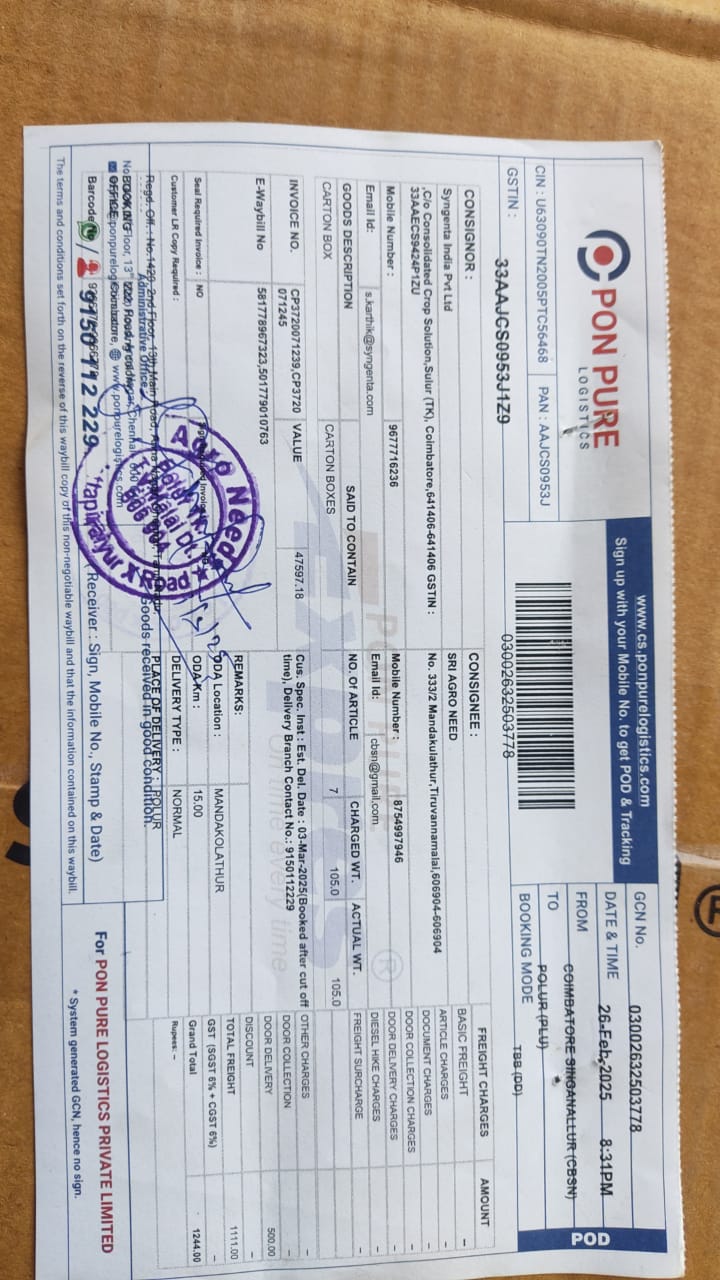 PON PURE
LOGISTICS
CIN : U63090TN2005PTC56468 PAN : AAJCS0953J
GSTIN : 33AAJCS0953J1Z9
www.cs.ponpurelogistics.com
Sign up with your Mobile No. to get POD & Tracking
03002632503778
GCN No. 03002632503778
DATE & TIME 26-Feb,2025 8:31PM
FROM COIMBATORE SINGANALLUR (CBSN)
TO POLUR (PLU)
BOOKING MODE TBB (DD)
POD
CONSIGNOR :
Syngenta India Pvt Ltd
,C/o Consolidated Crop Solution,Sulur (TK), Coimbatore,641406-641406 GSTIN :
33AAECS9424P1ZU
Mobile Number : 9677716236
Email Id: s.karthik@syngenta.com
CONSIGNEE :
SRI AGRO NEED
No. 333/2 Mandakulathur,Tiruvannamalai,606904-606904
Mobile Number : 8754997946
Email Id: cbsn@gmail.com
GOODS DESCRIPTION SAID TO CONTAIN NO. Of ARTICLE CHARGED WT. ACTUAL WT.
CARTON BOX CARTON BOXES 7 105.0 105.0
INVOICE NO. CP3720071239,CP3720 VALUE 47597.18
071245
E-Waybill No 581778967323,501779010763
Cus. Spec. Inst : Est. Del. Date : 03-Mar-2025(Booked after cut off
time), Delivery Branch Contact No.: 9150112229
REMARKS:
ODA Location : MANDAKOLATHUR
ODA Km : 15.00
DELIVERY TYPE : NORMAL
PLACE OF DELIVERY : POLUR
Goods received in good condition.
Seal Required Invoice : NO
Customer LR Copy Required :
9150 112 229
Agro Need
(Receiver : Sign, Mobile No., Stamp & Date)
FREIGHT CHARGES AMOUNT
BASIC FREIGHT –
ARTICLE CHARGES –
DOCUMENT CHARGES –
DOOR COLLECTION CHARGES –
DOOR DELIVERY CHARGES –
DIESEL HIKE CHARGES –
FREIGHT SURCHARGE –
OTHER CHARGES –
DOOR COLLECTION –
DOOR DELIVERY 500.00
DISCOUNT –
TOTAL FREIGHT 1111.00
GST (SGST 6% + CGST 6%) –
Grand Total 1244.00
Rupees: –
For PON PURE LOGISTICS PRIVATE LIMITED
* System generated GCN, hence no sign.
The terms and conditions set forth on the reverse of this waybill copy of this non-negotiable waybill and that the information contained on this waybill.